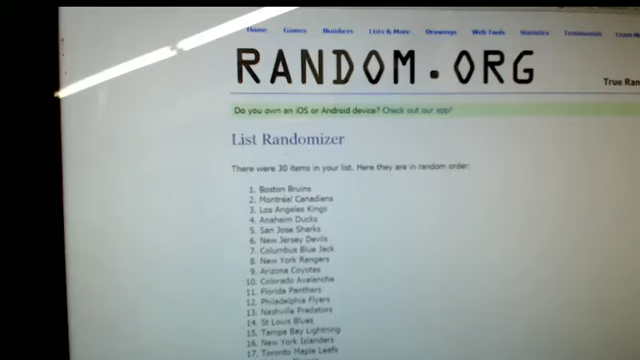 Home Games Numbers Lists & More Drawings Web Tools Statistics Testimonials Learn M
RANDOM.ORG
True Ran
Do you own an iOS or Android device? Check out our app!
List Randomizer
There were 30 items in your list. Here they are in random order:
1. Boston Bruins
2. Montréal Canadiens
3. Los Angeles Kings
4. Anaheim Ducks
5. San Jose Sharks
6. New Jersey Devils
7. Columbus Blue Jack
8. New York Rangers
9. Arizona Coyotes
10. Colorado Avalanche
11. Florida Panthers
12. Philadelphia Flyers
13. Nashville Predators
14. St Louis Blues
15. Tampa Bay Lightning
16. New York Islanders
17. Toronto Maple Leafs